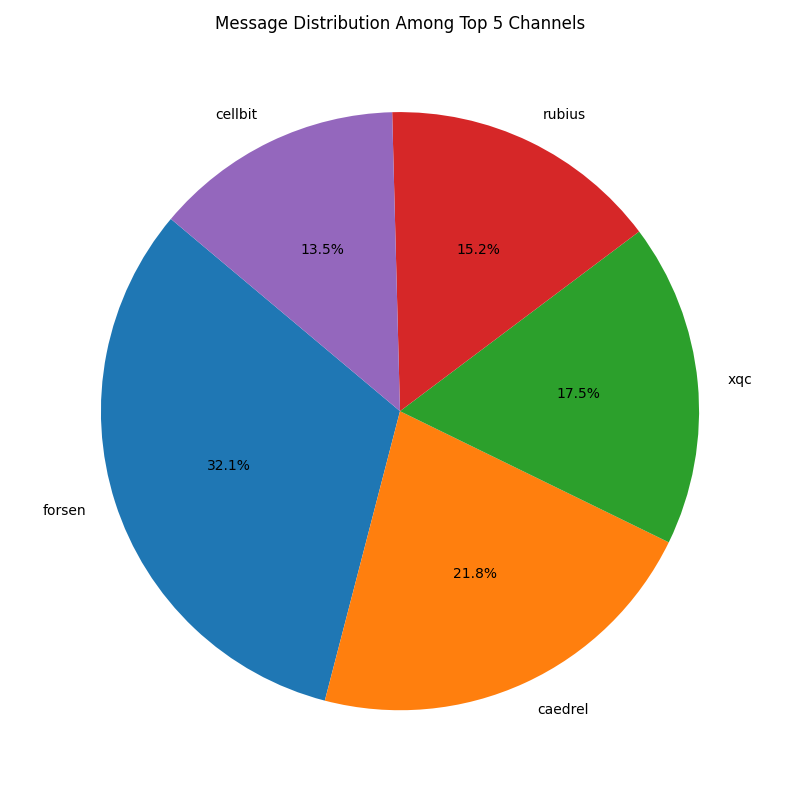 Message Distribution Among Top 5 Channels
cellbit
rubius
13.5%
15.2%
xqc
17.5%
32.1%
forsen
21.8%
caedrel